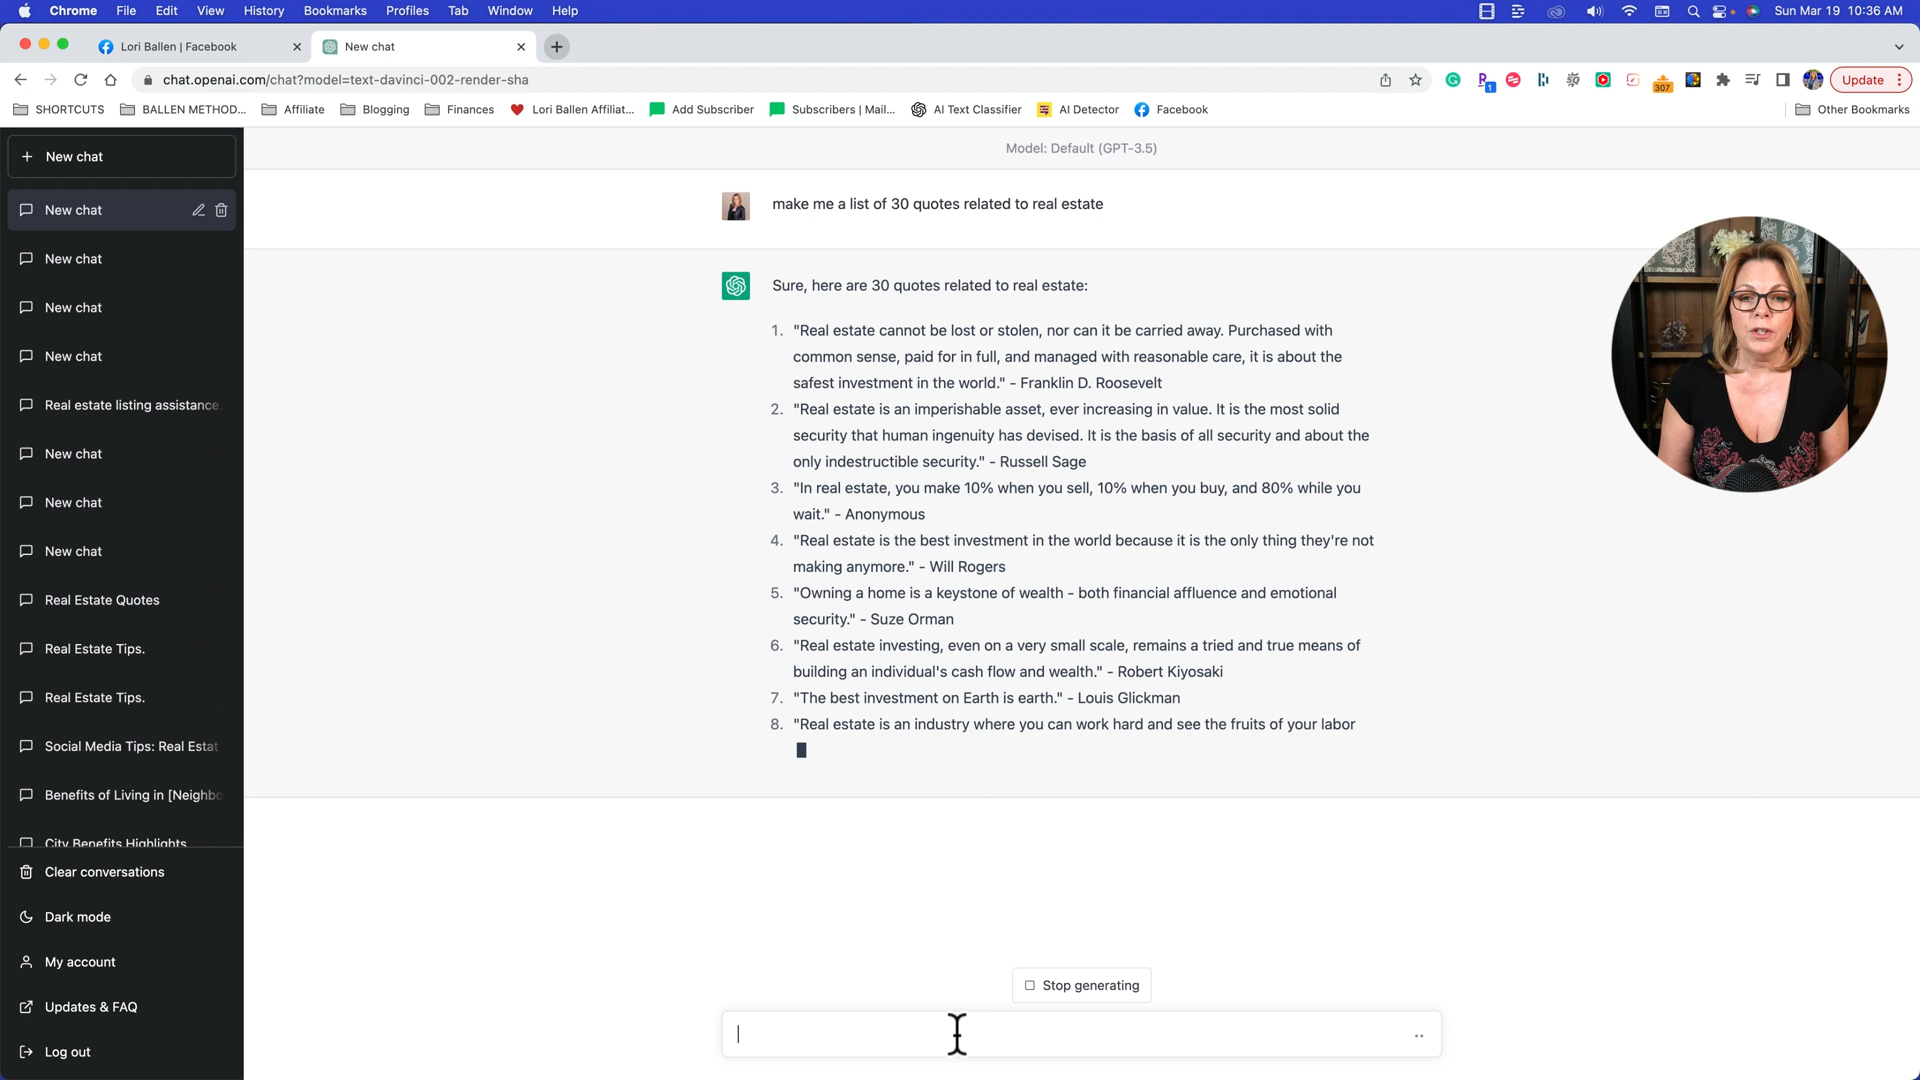 Chrome File Edit View History Bookmarks Profiles Tab Window Help Sun Mar 19 10:36 AM
Lori Ballen | Facebook New chat
chat.openai.com/chat?model=text-davinci-002-render-sha 1 307 Update
SHORTCUTS BALLEN METHOD... Affiliate Blogging Finances Lori Ballen Affiliat... Add Subscriber Subscribers | Mail... AI Text Classifier AI Detector Facebook Other Bookmarks
New chat
New chat
New chat
New chat
New chat
Real estate listing assistance.
New chat
New chat
New chat
Real Estate Quotes
Real Estate Tips.
Real Estate Tips.
Social Media Tips: Real Estat
Benefits of Living in [Neighbo
City Benefits Highlights
Clear conversations
Dark mode
My account
Updates & FAQ
Log out
Model: Default (GPT-3.5)
make me a list of 30 quotes related to real estate
Sure, here are 30 quotes related to real estate:
1. "Real estate cannot be lost or stolen, nor can it be carried away. Purchased with
common sense, paid for in full, and managed with reasonable care, it is about the
safest investment in the world." - Franklin D. Roosevelt
2. "Real estate is an imperishable asset, ever increasing in value. It is the most solid
security that human ingenuity has devised. It is the basis of all security and about the
only indestructible security." - Russell Sage
3. "In real estate, you make 10% when you sell, 10% when you buy, and 80% while you
wait." - Anonymous
4. "Real estate is the best investment in the world because it is the only thing they're not
making anymore." - Will Rogers
5. "Owning a home is a keystone of wealth - both financial affluence and emotional
security." - Suze Orman
6. "Real estate investing, even on a very small scale, remains a tried and true means of
building an individual's cash flow and wealth." - Robert Kiyosaki
7. "The best investment on Earth is earth." - Louis Glickman
8. "Real estate is an industry where you can work hard and see the fruits of your labor
Stop generating